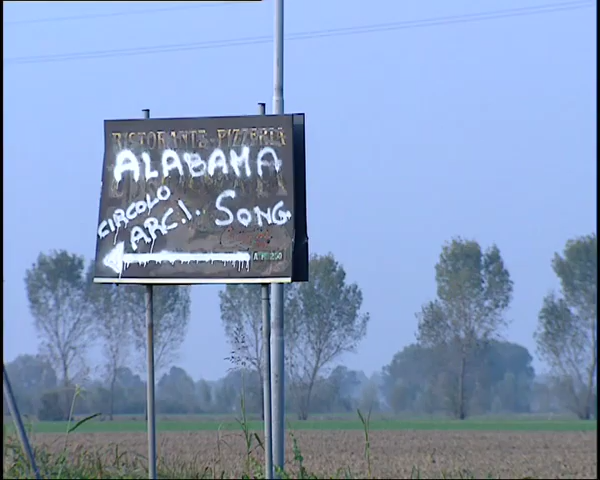 RISTORANTE - PIZZERIA
ALABAMA
SONG
CIRCOLO
ARC.I.